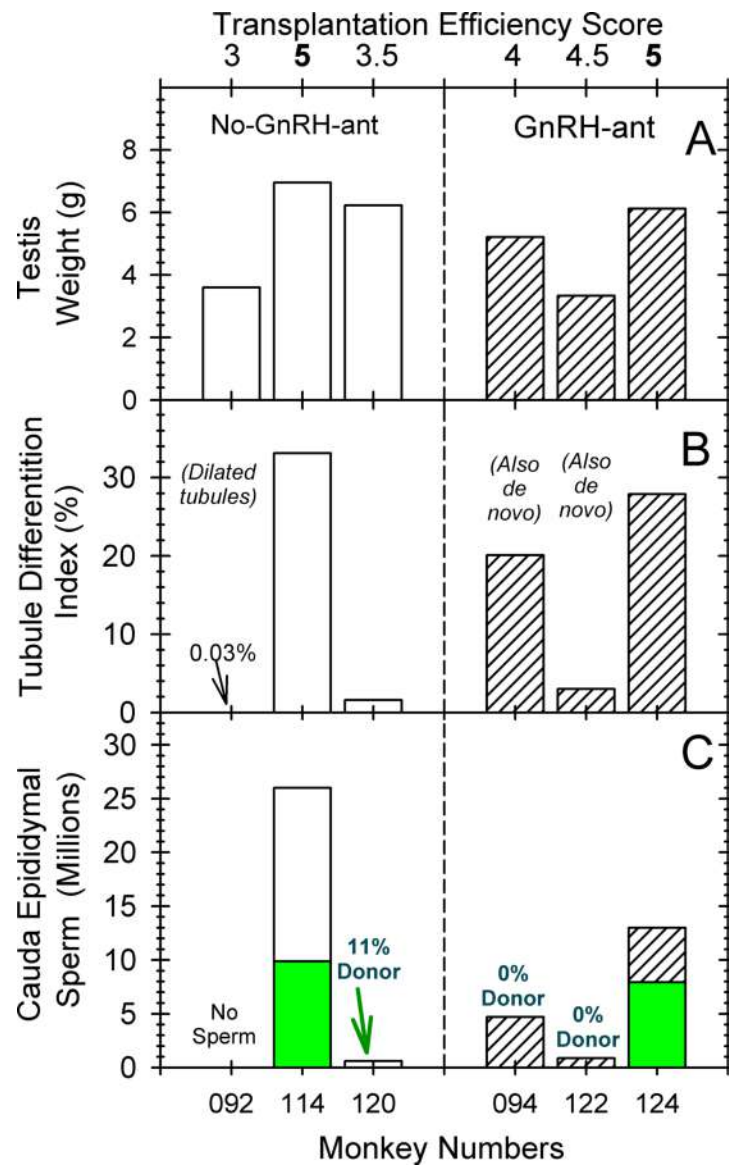 Transplantation Efficiency Score
3 5 3.5 4 4.5 5
No-GnRH-ant GnRH-ant A
Testis
Weight (g)
8
6
4
2
0
B
Tubule Differentition
Index (%)
30
20
10
0
(Dilated
tubules)
0.03%
(Also
de
novo)
(Also
de
novo)
C
Cauda Epididymal
Sperm (Millions)
30
25
20
15
10
5
0
No
Sperm
11%
Donor
0%
Donor
0%
Donor
092 114 120 094 122 124
Monkey Numbers